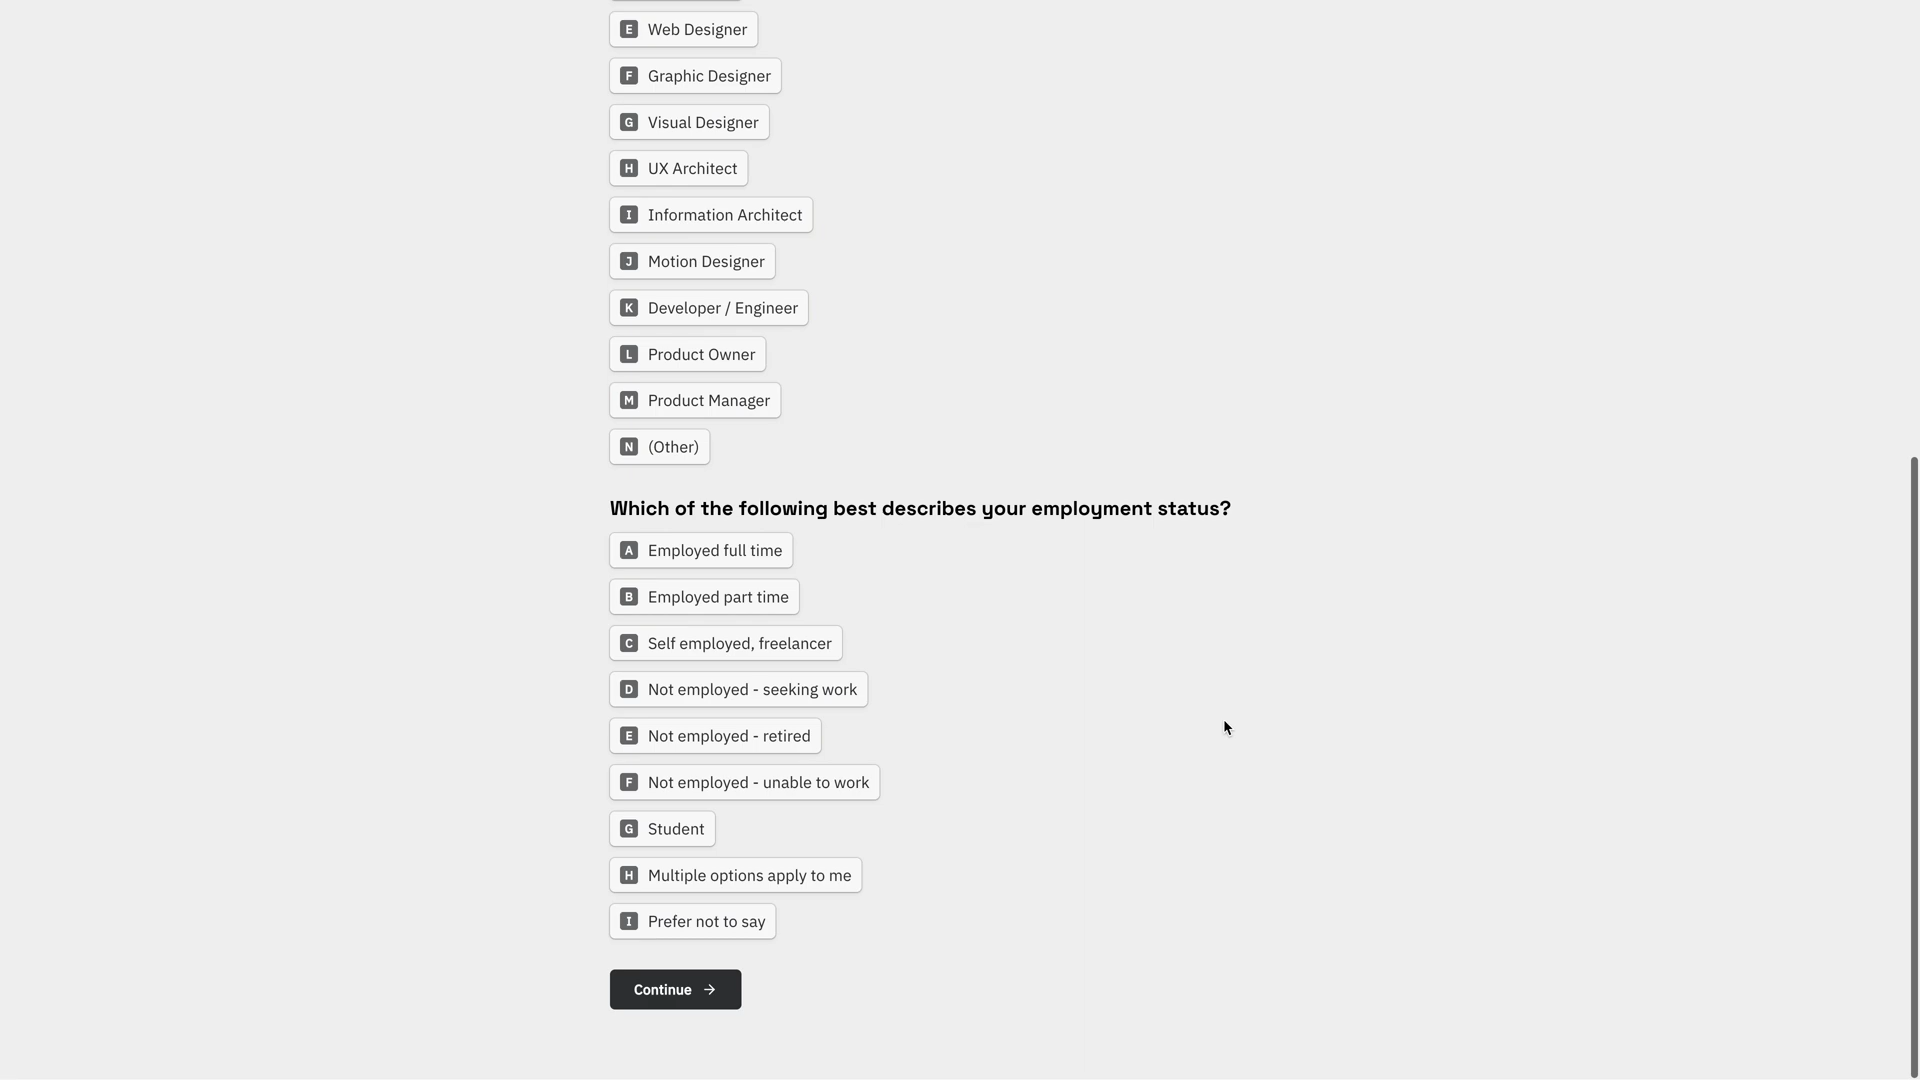 E Web Designer
F Graphic Designer
G Visual Designer
H UX Architect
I Information Architect
J Motion Designer
K Developer / Engineer
L Product Owner
M Product Manager
N (Other)
Which of the following best describes your employment status?
A Employed full time
B Employed part time
C Self employed, freelancer
D Not employed - seeking work
E Not employed - retired
F Not employed - unable to work
G Student
H Multiple options apply to me
I Prefer not to say
Continue →